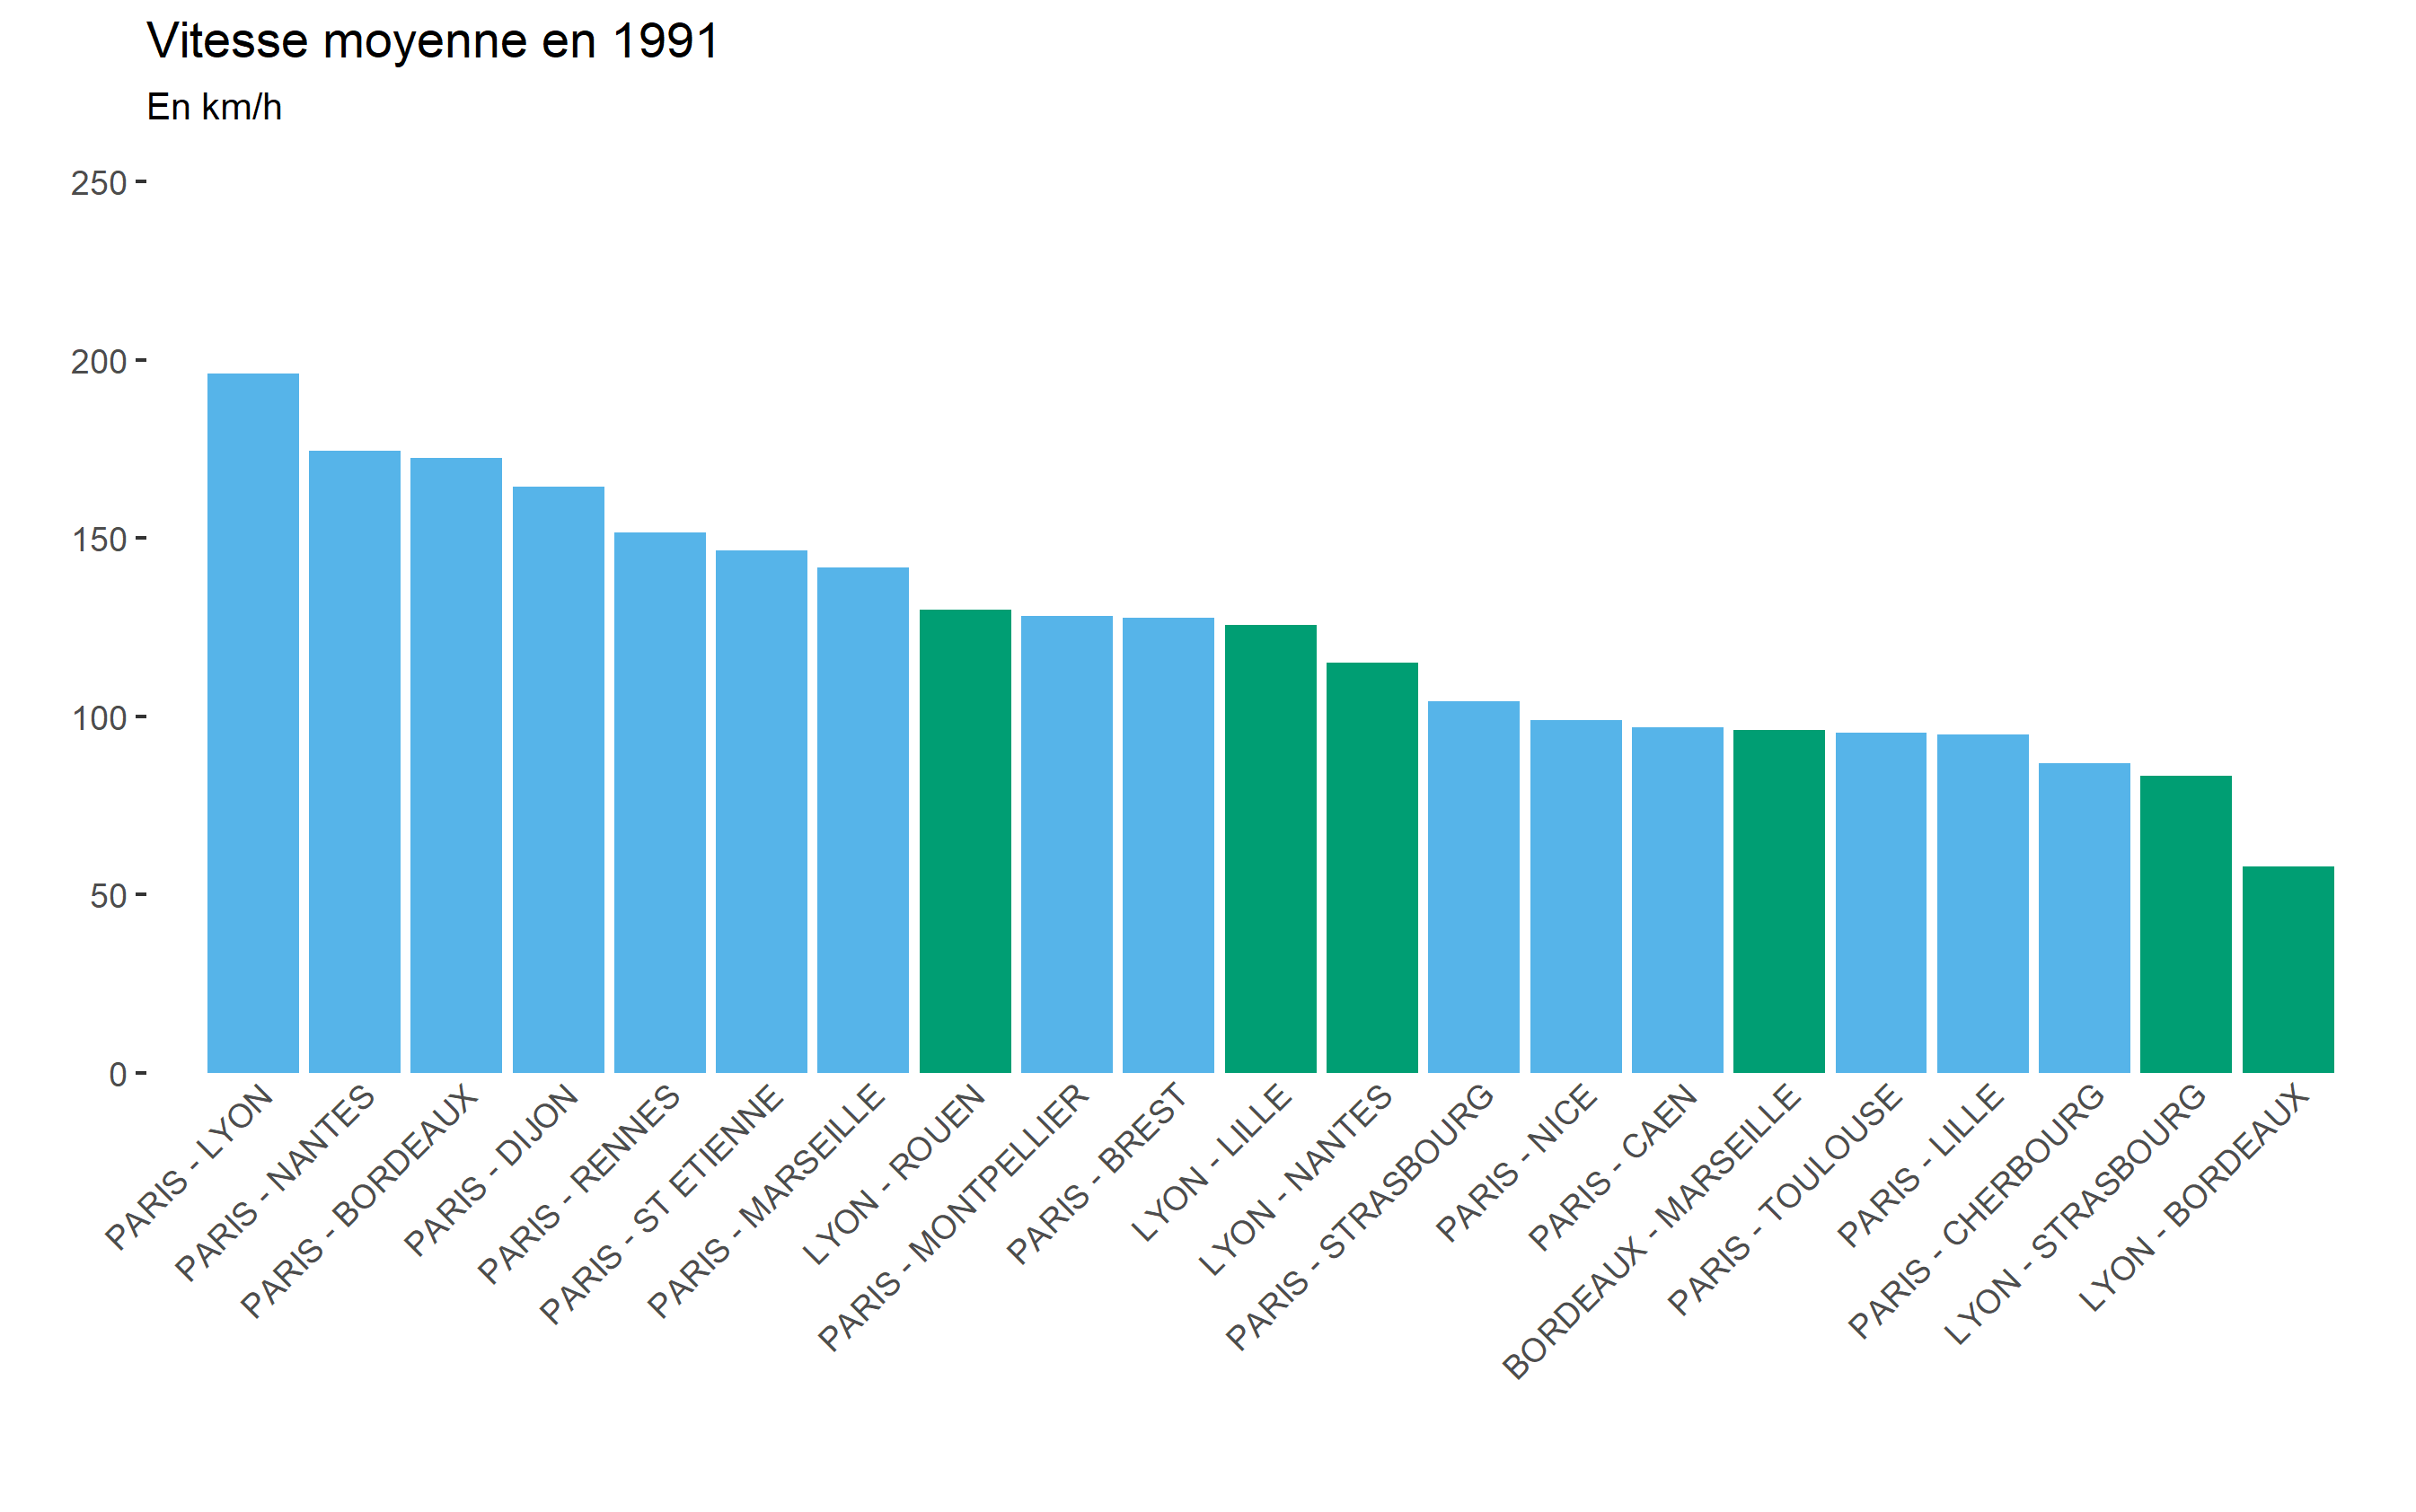 Vitesse moyenne en 1991
En km/h
250
200
150
100
50
0
PARIS - LYON
PARIS - NANTES
PARIS - BORDEAUX
PARIS - DIJON
PARIS - RENNES
PARIS - ST ETIENNE
PARIS - MARSEILLE
LYON - ROUEN
PARIS - MONTPELLIER
PARIS - BREST
LYON - LILLE
LYON - NANTES
PARIS - STRASBOURG
PARIS - NICE
PARIS - CAEN
BORDEAUX - MARSEILLE
PARIS - TOULOUSE
PARIS - LILLE
PARIS - CHERBOURG
LYON - STRASBOURG
LYON - BORDEAUX